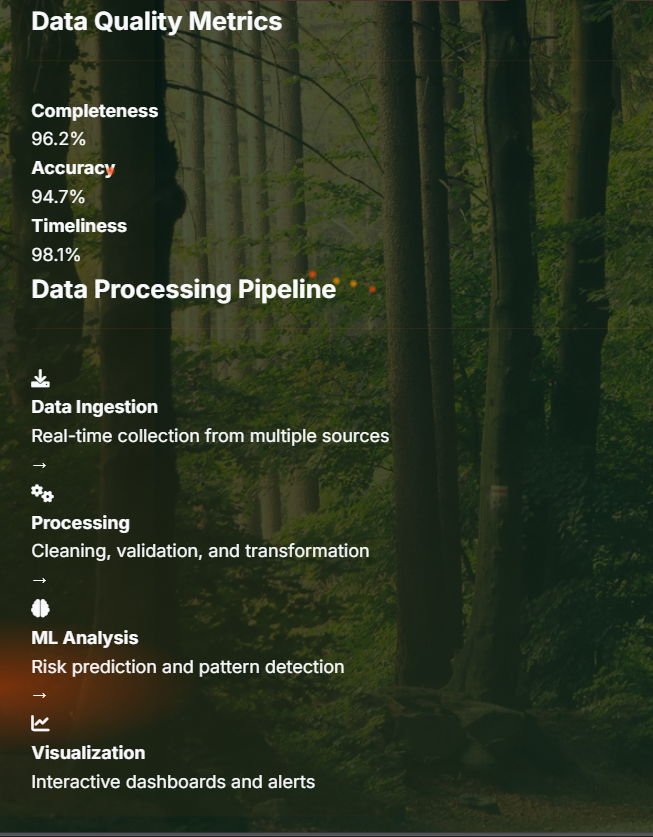 Data Quality Metrics
Completeness
96.2%
Accuracy
94.7%
Timeliness
98.1%
Data Processing Pipeline
Data Ingestion
Real-time collection from multiple sources
→
Processing
Cleaning, validation, and transformation
→
ML Analysis
Risk prediction and pattern detection
→
Visualization
Interactive dashboards and alerts